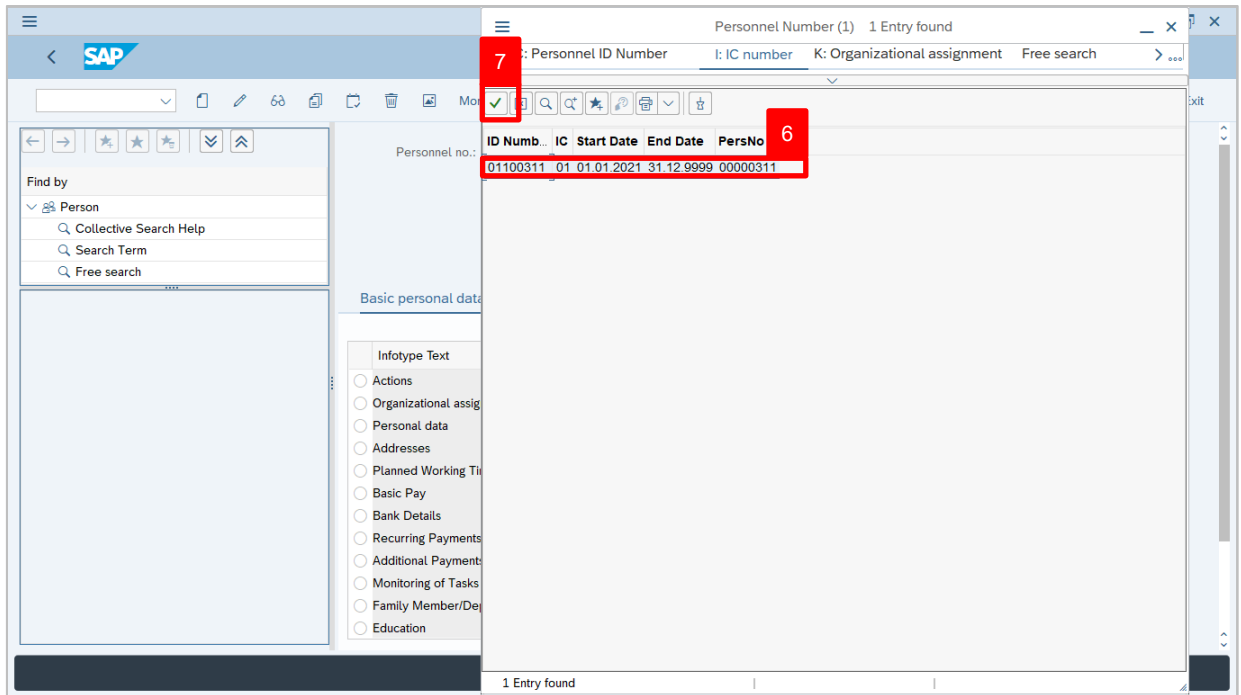 Personnel Number (1) 1 Entry found
SAP
7
: Personnel ID Number I: IC number K: Organizational assignment Free search
Exit
ID Numb... IC Start Date End Date PersNo
6
01100311 01 01.01.2021 31.12.9999 00000311
Personnel no.:
Find by
Person
Collective Search Help
Search Term
Free search
Basic personal data
Infotype Text
Actions
Organizational assig
Personal data
Addresses
Planned Working Ti
Basic Pay
Bank Details
Recurring Payments
Additional Payment
Monitoring of Tasks
Family Member/De
Education
1 Entry found